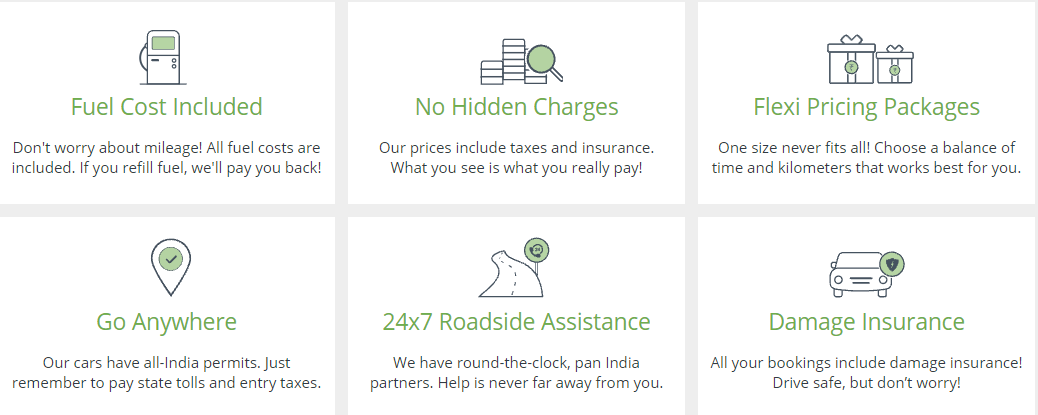 Fuel Cost Included
Don't worry about mileage! All fuel costs are
included. If you refill fuel, we'll pay you back!
No Hidden Charges
Our prices include taxes and insurance.
What you see is what you really pay!
Flexi Pricing Packages
One size never fits all! Choose a balance of
time and kilometers that works best for you.
Go Anywhere
Our cars have all-India permits. Just
remember to pay state tolls and entry taxes.
24x7 Roadside Assistance
We have round-the-clock, pan India
partners. Help is never far away from you.
Damage Insurance
All your bookings include damage insurance!
Drive safe, but don’t worry!